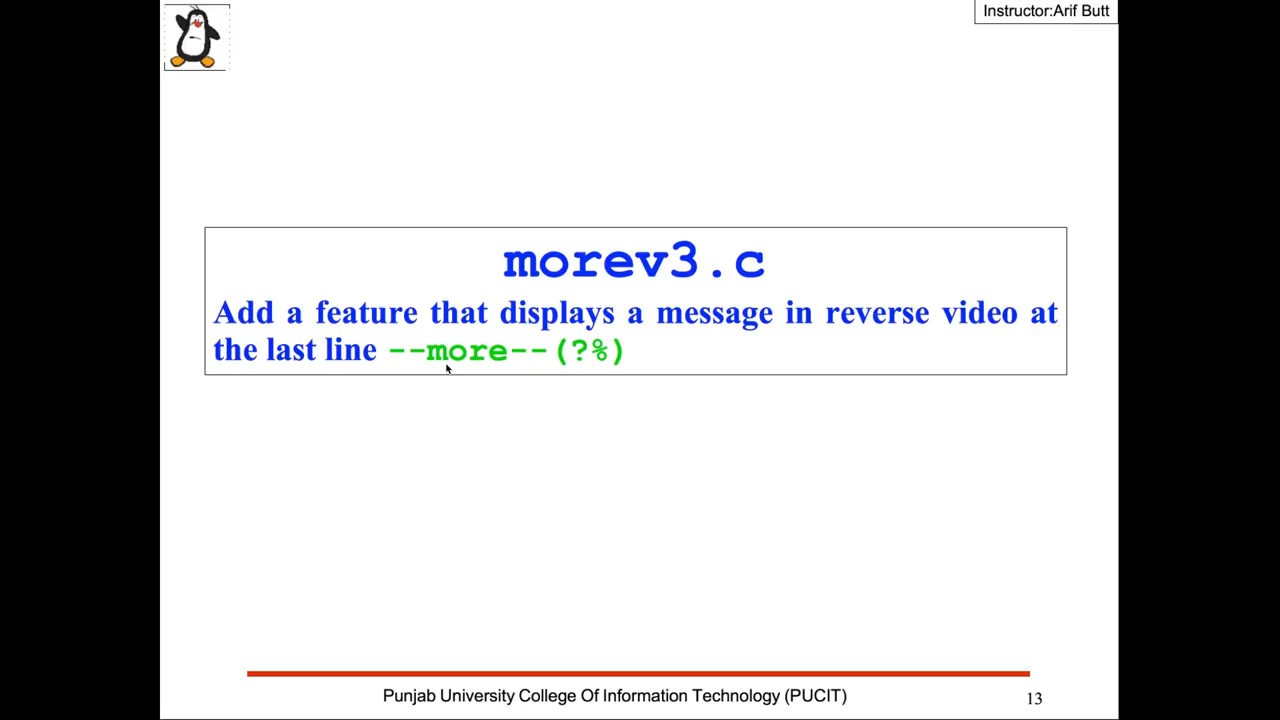 Instructor:Arif Butt
morev3.c
Add a feature that displays a message in reverse video at
the last line --more--(?%)
Punjab University College Of Information Technology (PUCIT)
13